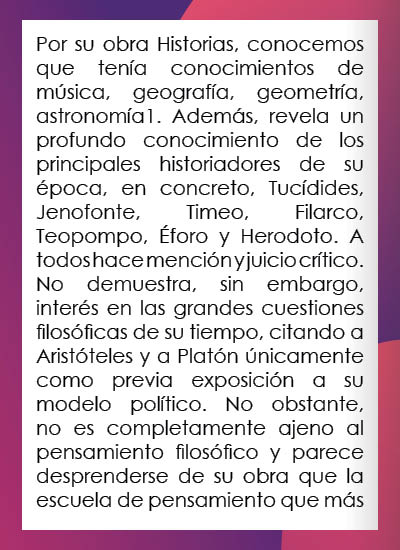 Por su obra Historias, conocemos
que tenía conocimientos de
música, geografía, geometría,
astronomía1. Además, revela un
profundo conocimiento de los
principales historiadores de su
época, en concreto, Tucídides,
Jenofonte, Timeo, Filarco,
Teopompo, Éforo y Herodoto. A
todos hace mención y juicio crítico.
No demuestra, sin embargo,
interés en las grandes cuestiones
filosóficas de su tiempo, citando a
Aristóteles y a Platón únicamente
como previa exposición a su
modelo político. No obstante,
no es completamente ajeno al
pensamiento filosófico y parece
desprenderse de su obra que la
escuela de pensamiento que más